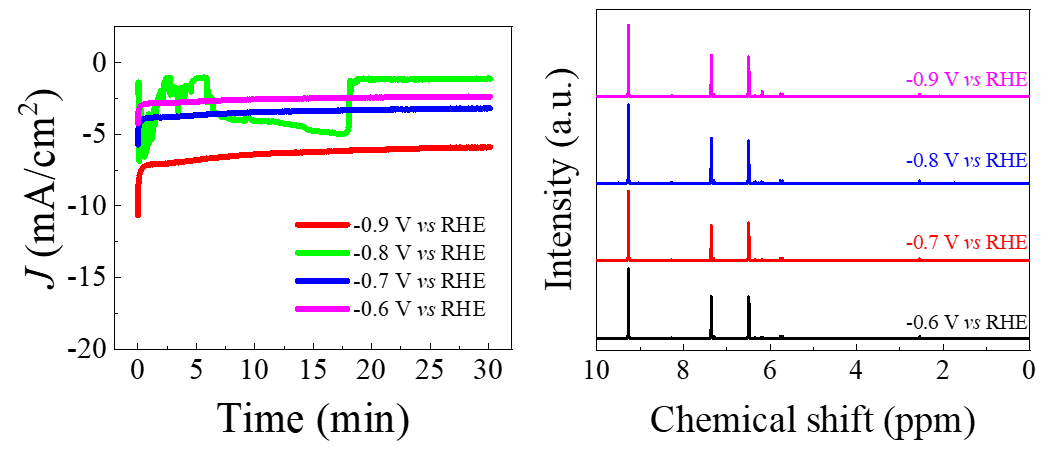 0
-5
-10
-15
-20
J (mA/cm2)
-0.9 V vs RHE
-0.8 V vs RHE
-0.7 V vs RHE
-0.6 V vs RHE
0 5 10 15 20 25 30
Time (min)
Intensity (a.u.)
-0.9 V vs RHE
-0.8 V vs RHE
-0.7 V vs RHE
-0.6 V vs RHE
10 8 6 4 2 0
Chemical shift (ppm)